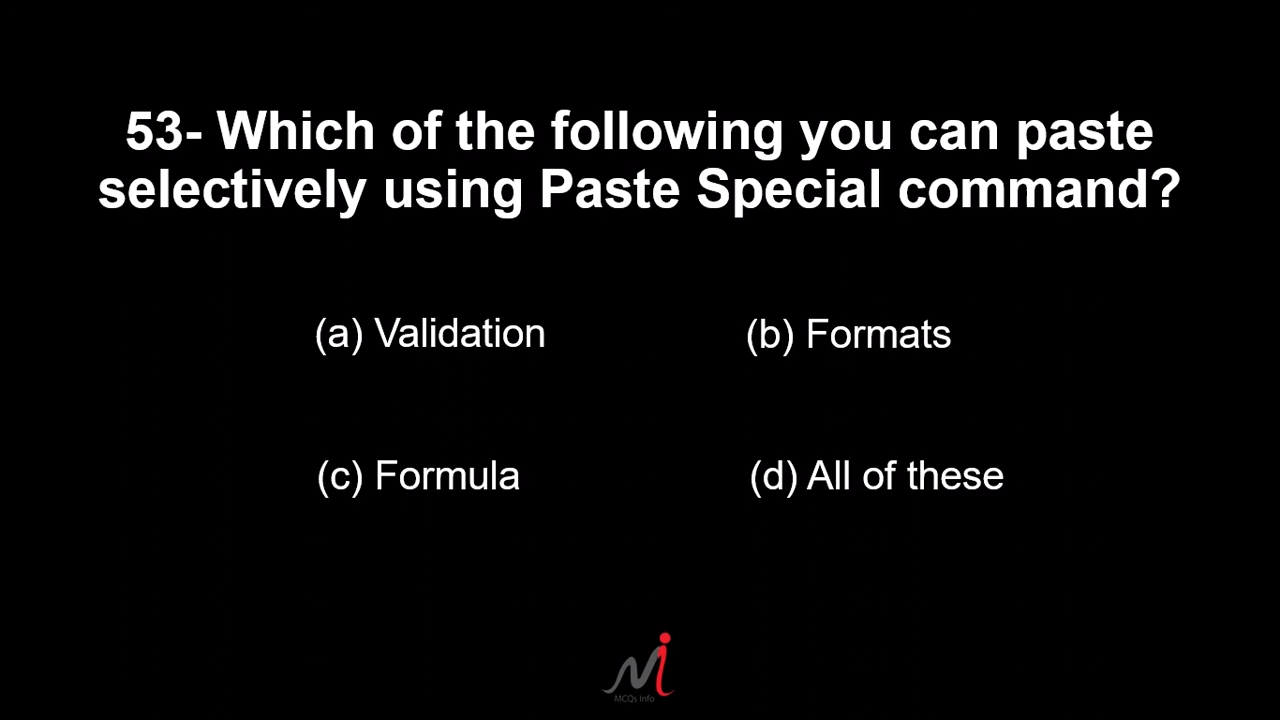 53- Which of the following you can paste
selectively using Paste Special command?
(a) Validation
(b) Formats
(c) Formula
(d) All of these
MCQs Info